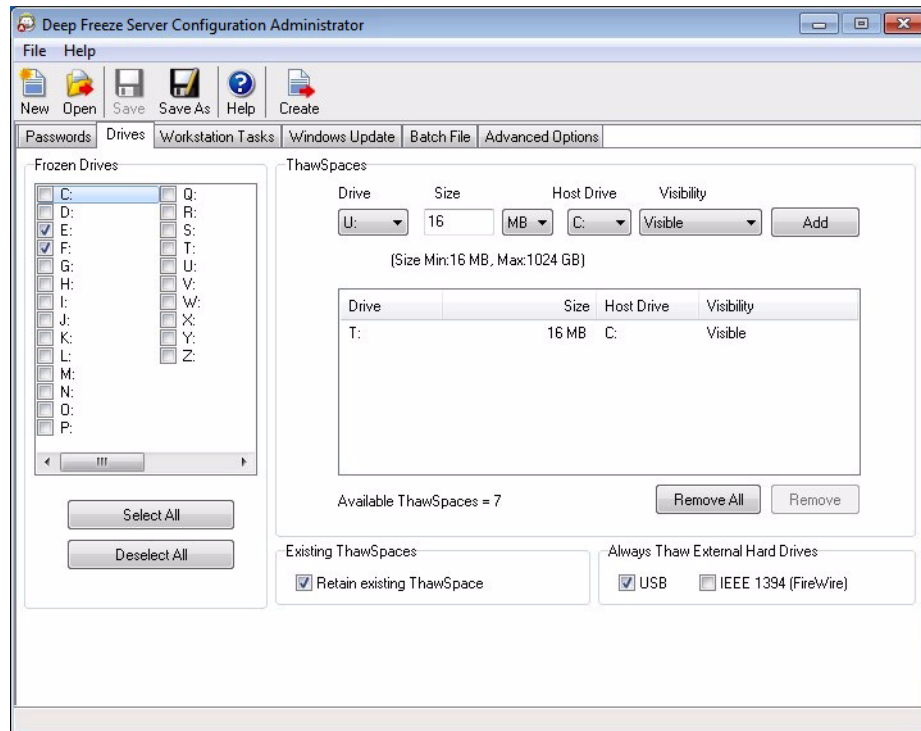 Deep Freeze Server Configuration Administrator
File Help
New Open Save Save As Help Create
Passwords Drives Workstation Tasks Windows Update Batch File Advanced Options
Frozen Drives
C:
D:
E:
F:
G:
H:
I:
J:
K:
L:
M:
N:
O:
P:
Q:
R:
S:
T:
U:
V:
W:
X:
Y:
Z:
Select All
Deselect All
ThawSpaces
Drive Size Host Drive Visibility
U: 16 MB C: Visible Add
(Size Min:16 MB, Max:1024 GB)
Drive Size Host Drive Visibility
T: 16 MB C: Visible
Available ThawSpaces = 7
Remove All Remove
Existing ThawSpaces
Retain existing ThawSpace
Always Thaw External Hard Drives
USB IEEE 1394 (FireWire)